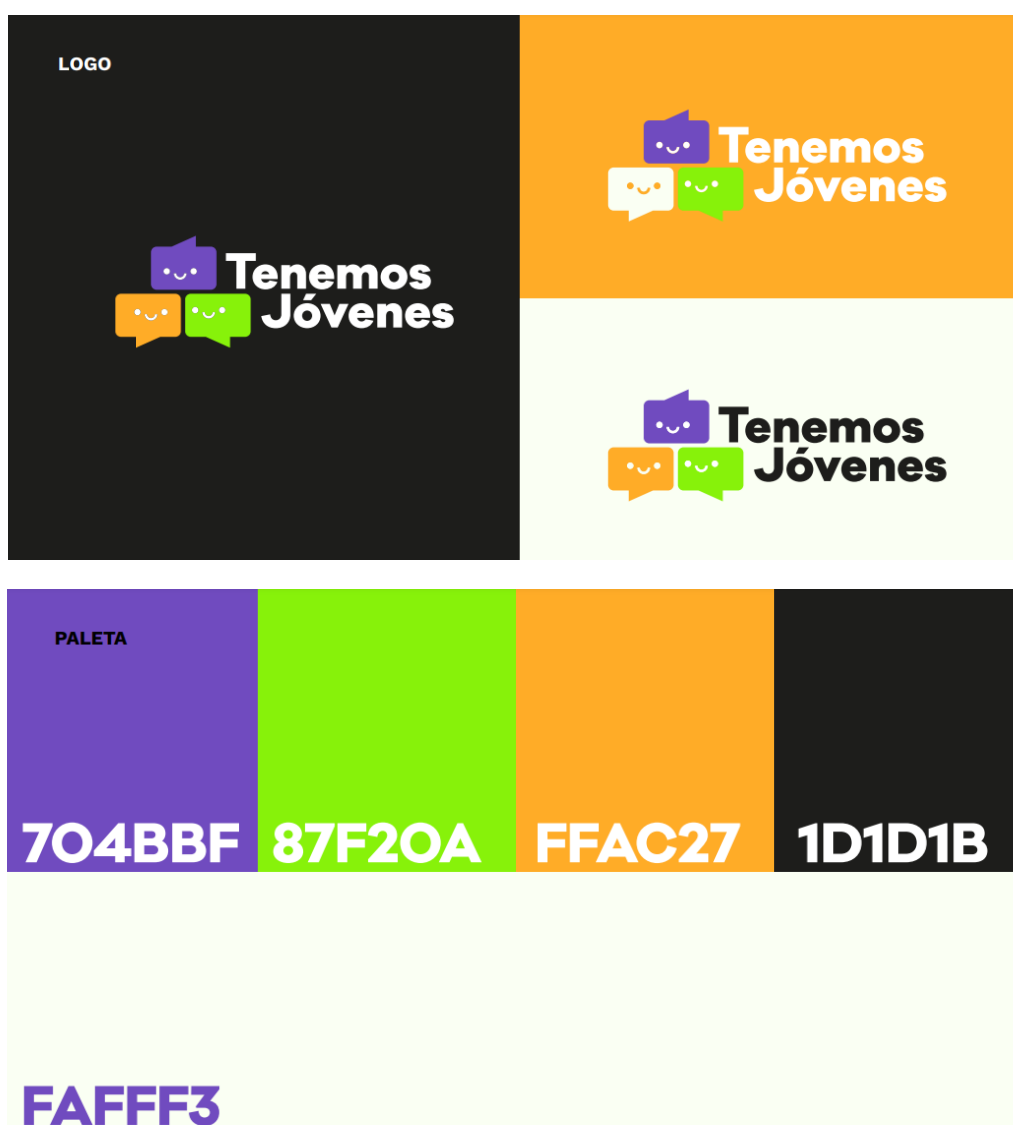 LOGO
Tenemos
Jóvenes
Tenemos
Jóvenes
Tenemos
Jóvenes
PALETA
704BBF
87F20A
FFAC27
1D1D1B
FAFFF3